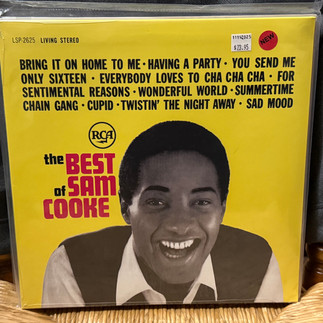 LSP-2625 LIVING STEREO
NEW
BRING IT ON HOME TO ME · HAVING A PARTY · YOU SEND ME
ONLY SIXTEEN · EVERYBODY LOVES TO CHA CHA CHA · FOR
SENTIMENTAL REASONS · WONDERFUL WORLD · SUMMERTIME
CHAIN GANG · CUPID · TWISTIN' THE NIGHT AWAY · SAD MOOD
RCA
the BEST
of SAM
COOKE